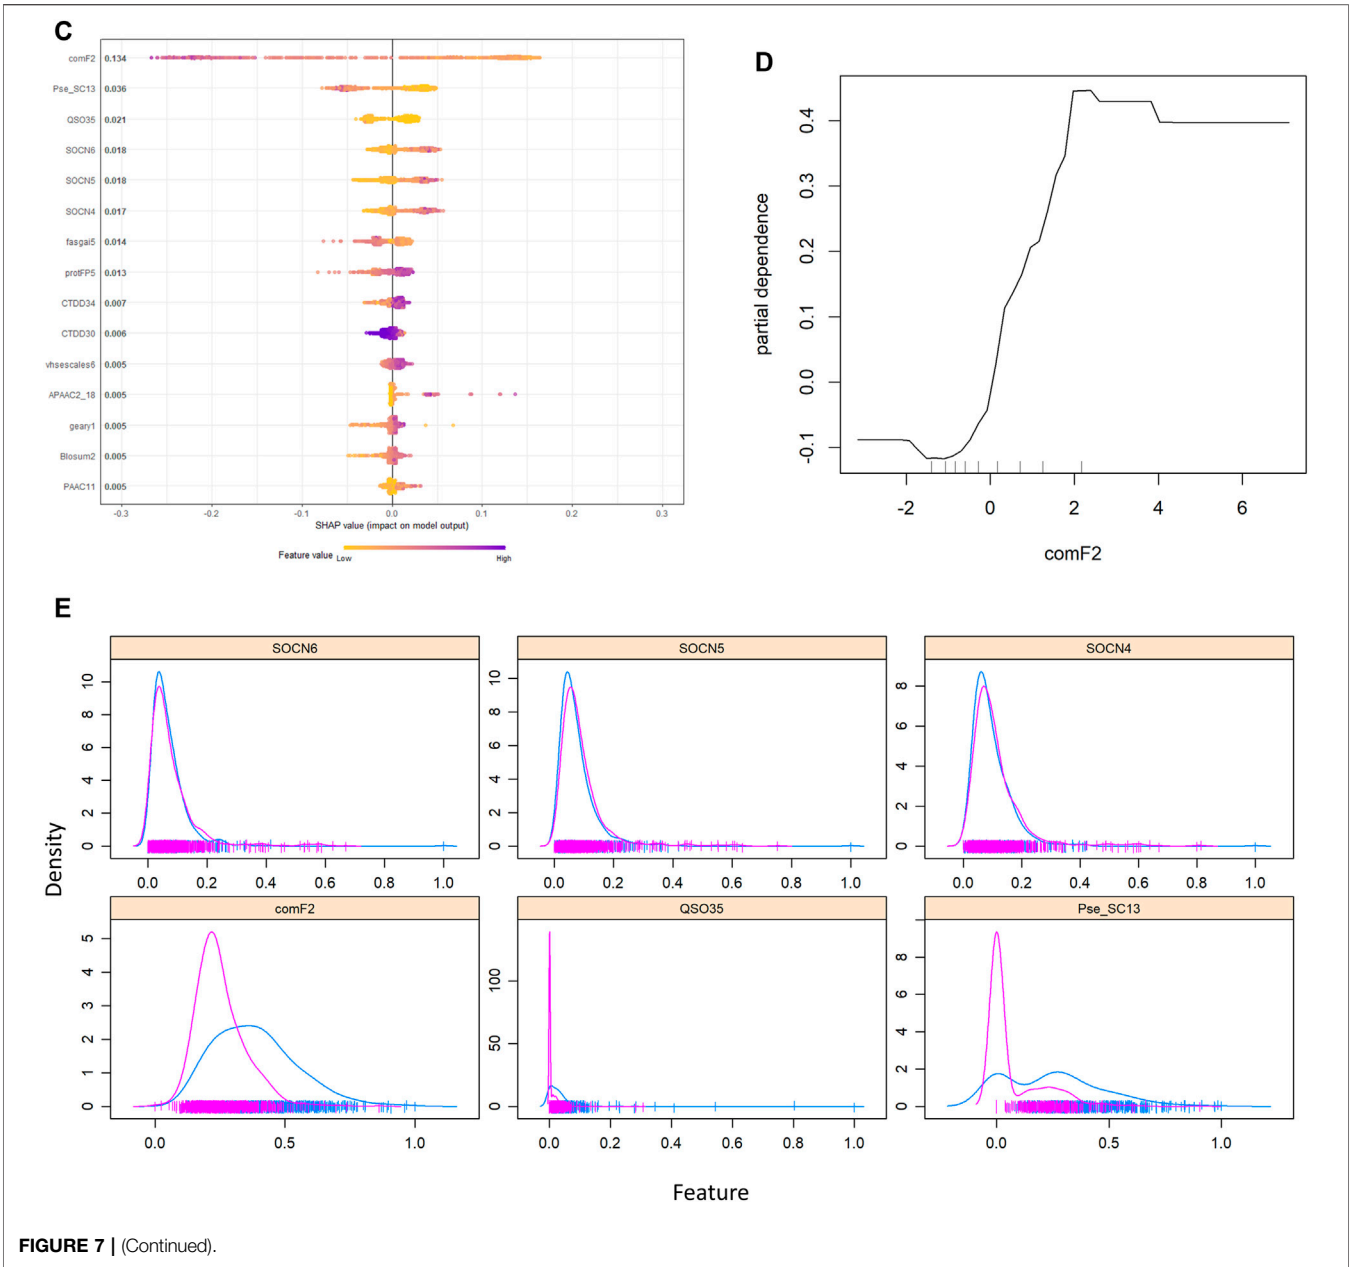 C
comF2 0.134
Pse_SC13 0.036
QSO35 0.021
SOCN6 0.018
SOCN5 0.018
SOCN4 0.017
fasgai5 0.014
protFP5 0.013
CTDD34 0.007
CTDD30 0.006
vhsescales6 0.005
APAAC2_18 0.005
geary1 0.005
Blosum2 0.005
PAAC11 0.005
-0.3 -0.2 -0.1 0.0 0.1 0.2 0.3
SHAP value (impact on model output)
Feature value Low High
D
partial dependence
0.4
0.3
0.2
0.1
0.0
-0.1
-2 0 2 4 6
comF2
E
Density
SOCN6
10
8
6
4
2
0
0.0 0.2 0.4 0.6 0.8 1.0
SOCN5
10
8
6
4
2
0
0.0 0.2 0.4 0.6 0.8 1.0
SOCN4
8
6
4
2
0
0.0 0.2 0.4 0.6 0.8 1.0
comF2
5
4
3
2
1
0
0.0 0.5 1.0
QSO35
100
50
0
0.0 0.2 0.4 0.6 0.8 1.0
Pse_SC13
8
6
4
2
0
0.0 0.5 1.0
Feature
FIGURE 7 | (Continued).